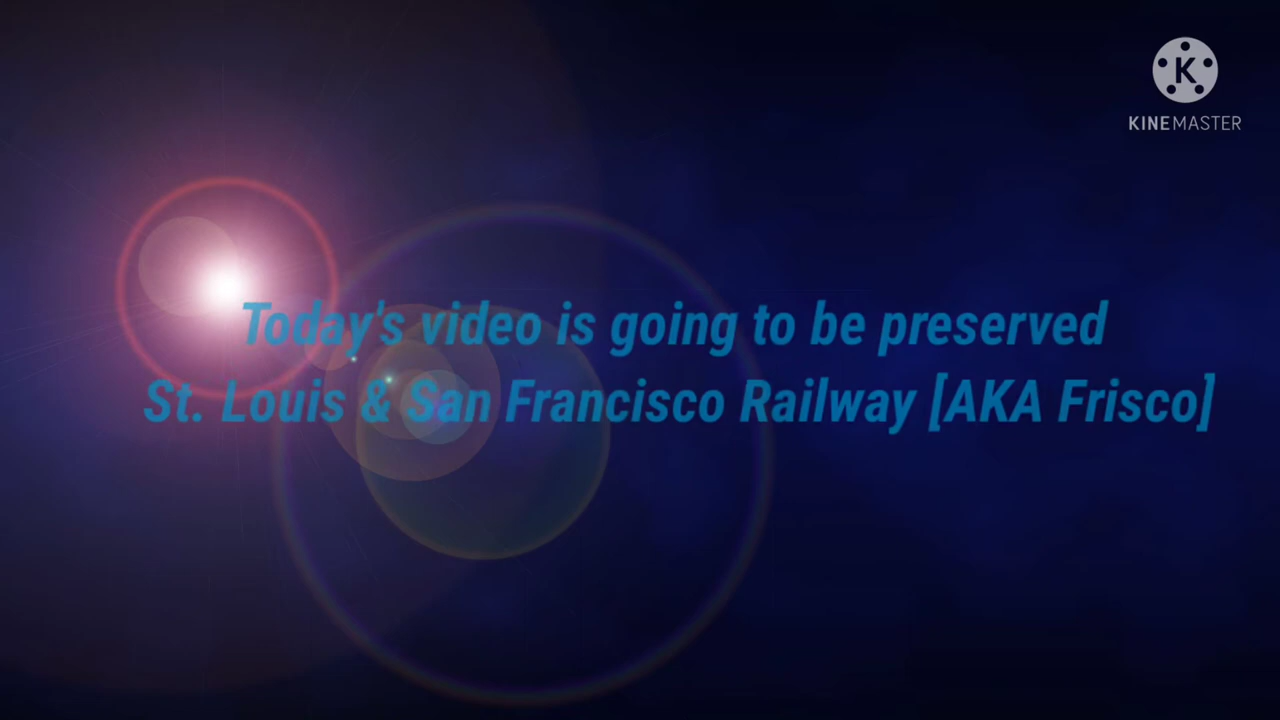 K
KINEMASTER
Today's video is going to be preserved
St. Louis & San Francisco Railway [AKA Frisco]